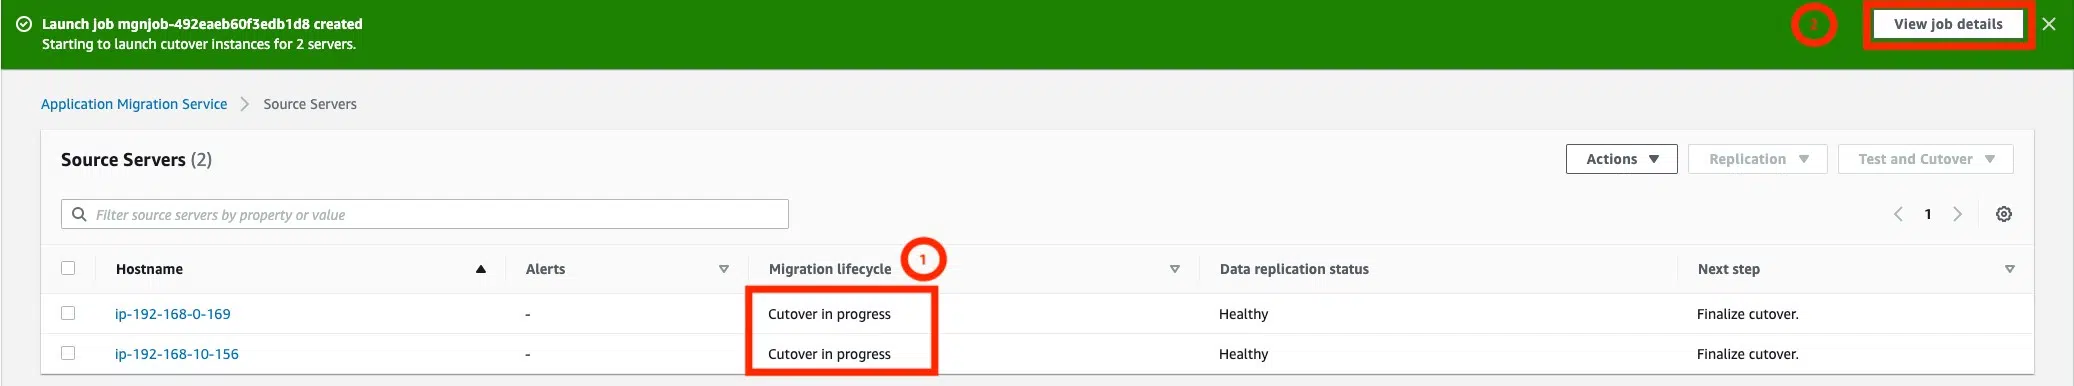 Launch job mgnjob-492eaeb60f3edb1d8 created
Starting to launch cutover instances for 2 servers.
2
View job details
Application Migration Service
Source Servers
Source Servers (2)
Actions
Replication
Test and Cutover
Filter source servers by property or value
1
1
Hostname Alerts Migration lifecycle Data replication status Next step
ip-192-168-0-169 - Cutover in progress Healthy Finalize cutover.
ip-192-168-10-156 - Cutover in progress Healthy Finalize cutover.